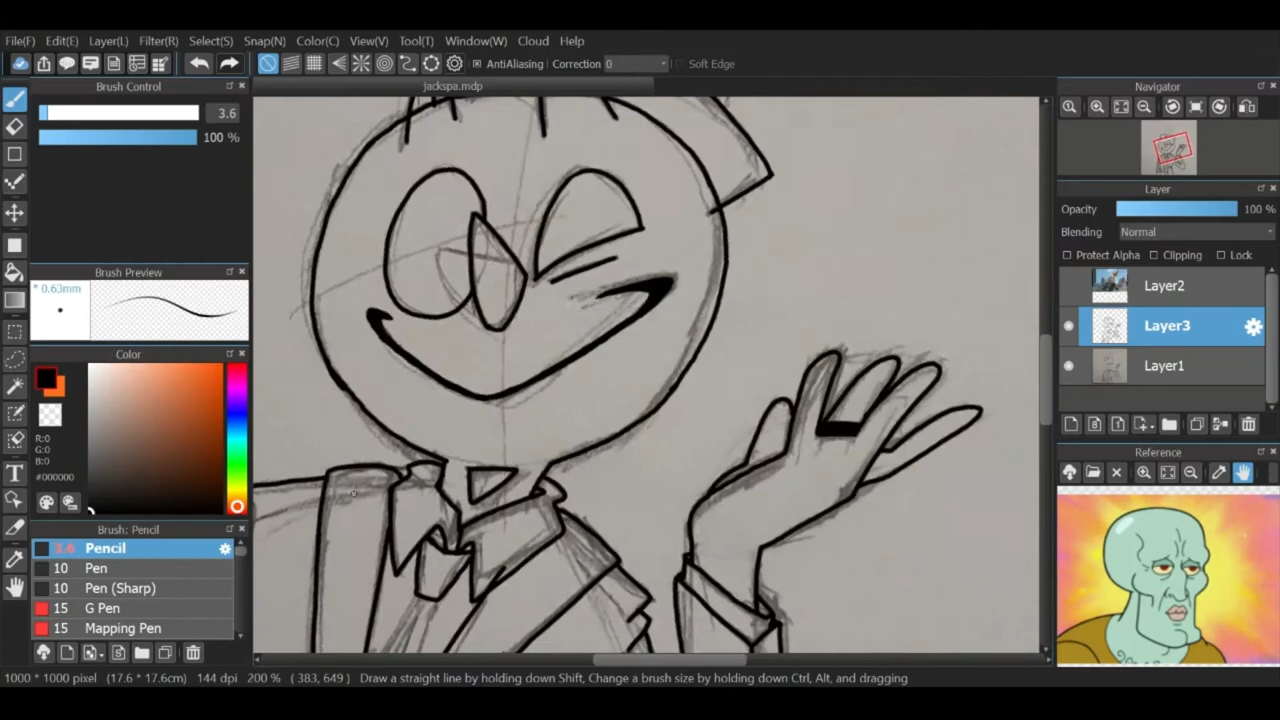 File(F) Edit(E) Layer(L) Filter(R) Select(S) Snap(N) Color(C) View(V) Tool(T) Window(W) Cloud Help
AntiAliasing Correction 0 Soft Edge
Brush Control
jackspa.mdp
Navigator
3.6
100 %
Layer
Opacity 100 %
Blending Normal
Protect Alpha Clipping Lock
Brush Preview
* 0.63mm
Layer2
Layer3
Layer1
Color
R:0
G:0
B:0
#000000
Reference
Brush: Pencil
3.6 Pencil
10 Pen
10 Pen (Sharp)
15 G Pen
15 Mapping Pen
1000 * 1000 pixel (17.6 * 17.6cm) 144 dpi 200 % ( 383, 649 ) Draw a straight line by holding down Shift, Change a brush size by holding down Ctrl, Alt, and dragging